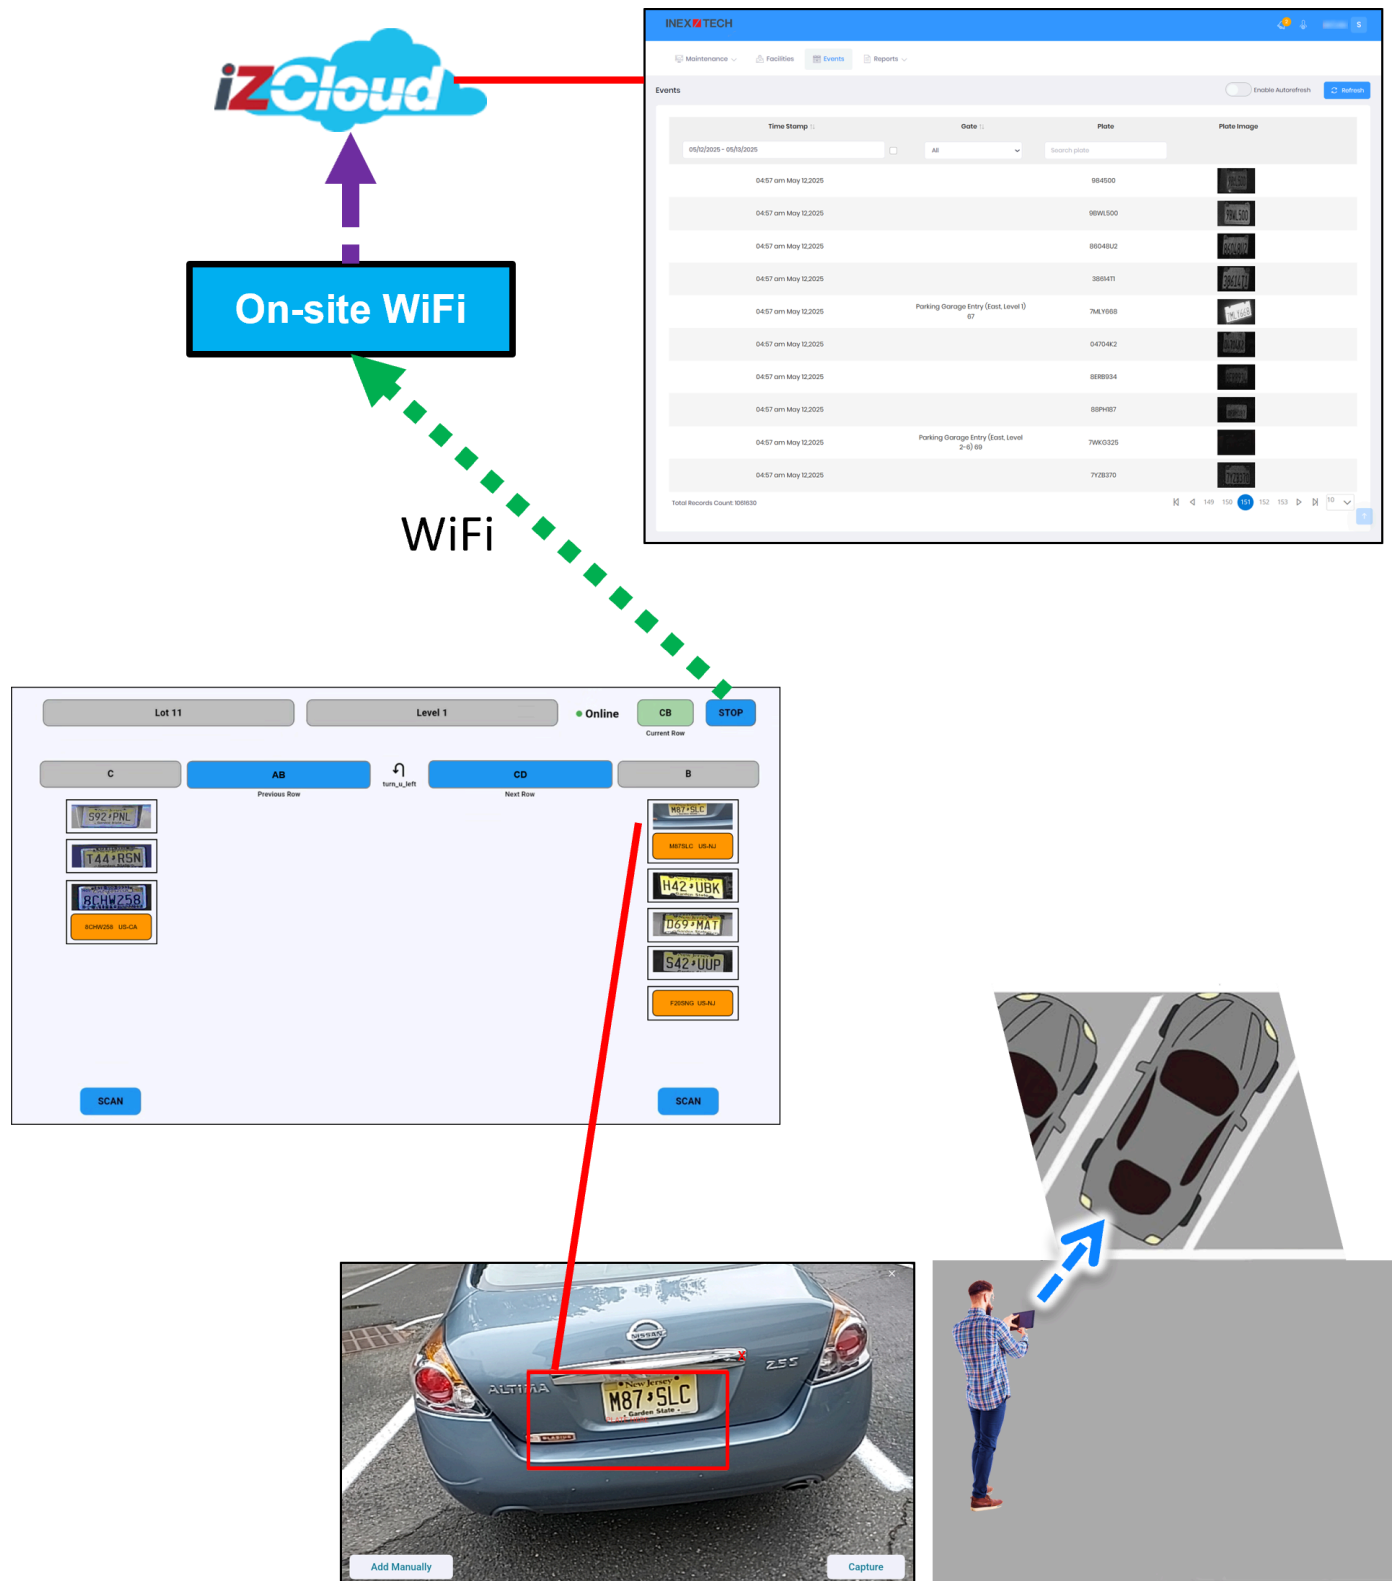 iZCloud
INEX TECH
S
Maintenance
Facilities
Events
Reports
Events
Enable Autorefresh
Refresh
Time Stamp
Gate
Plate
Plate Image
05/12/2025 - 05/13/2025
All
Search plate
04:57 am May 12,2025
984500
04:57 am May 12,2025
9BWL500
9BWL500
04:57 am May 12,2025
86048U2
04:57 am May 12,2025
38614T1
04:57 am May 12,2025
Parking Garage Entry (East, Level 1)
67
7MLY668
7MLY668
04:57 am May 12,2025
04704K2
04:57 am May 12,2025
8ERB934
04:57 am May 12,2025
88PH187
04:57 am May 12,2025
Parking Garage Entry (East, Level
2-6) 69
7WKG325
04:57 am May 12,2025
7YZB370
Total Records Count: 1061630
149 150 151 152 153
10
?
On-site WiFi
WiFi
Lot 11
Level 1
Online
CB
STOP
Current Row
C
AB
turn_u_left
CD
B
Previous Row
Next Row
S92 PNL
T44 RSN
8CHW258
8CHW258 US-CA
M87 SLC
M87SLC US-NJ
H42 UBK
D69 MAT
S42 UUP
F20SNG US-NJ
SCAN
SCAN
NISSAN
ALTIMA
2.5 S
New Jersey
M87 SLC
Garden State
Add Manually
Capture